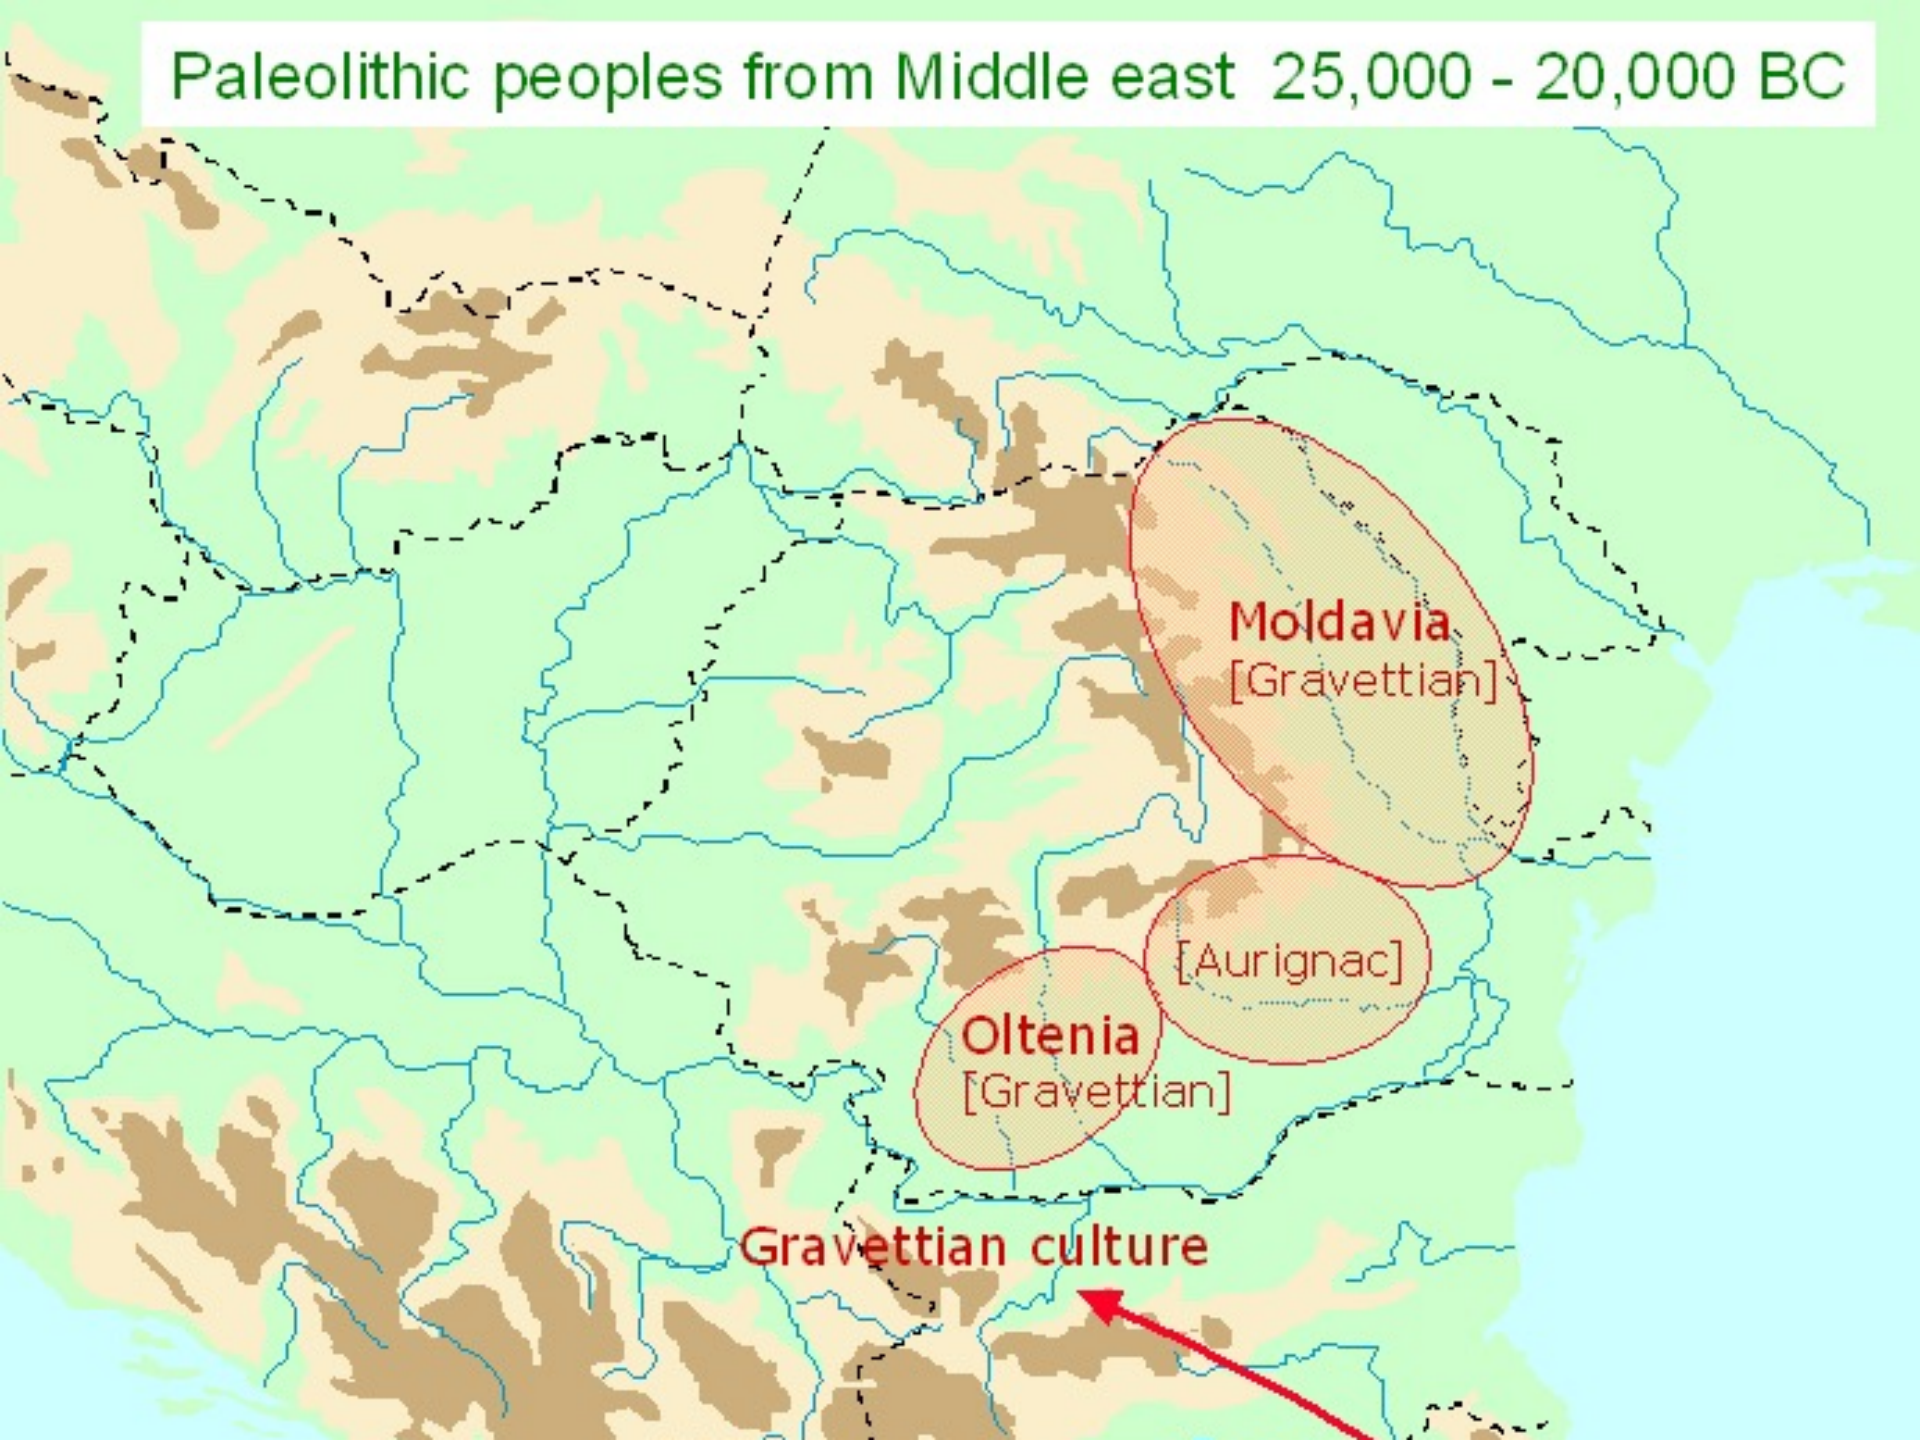 Paleolithic peoples from Middle east 25,000 - 20,000 BC
Moldavia
[Gravettian]
[Aurignac]
Oltenia
[Gravettian]
Gravettian culture